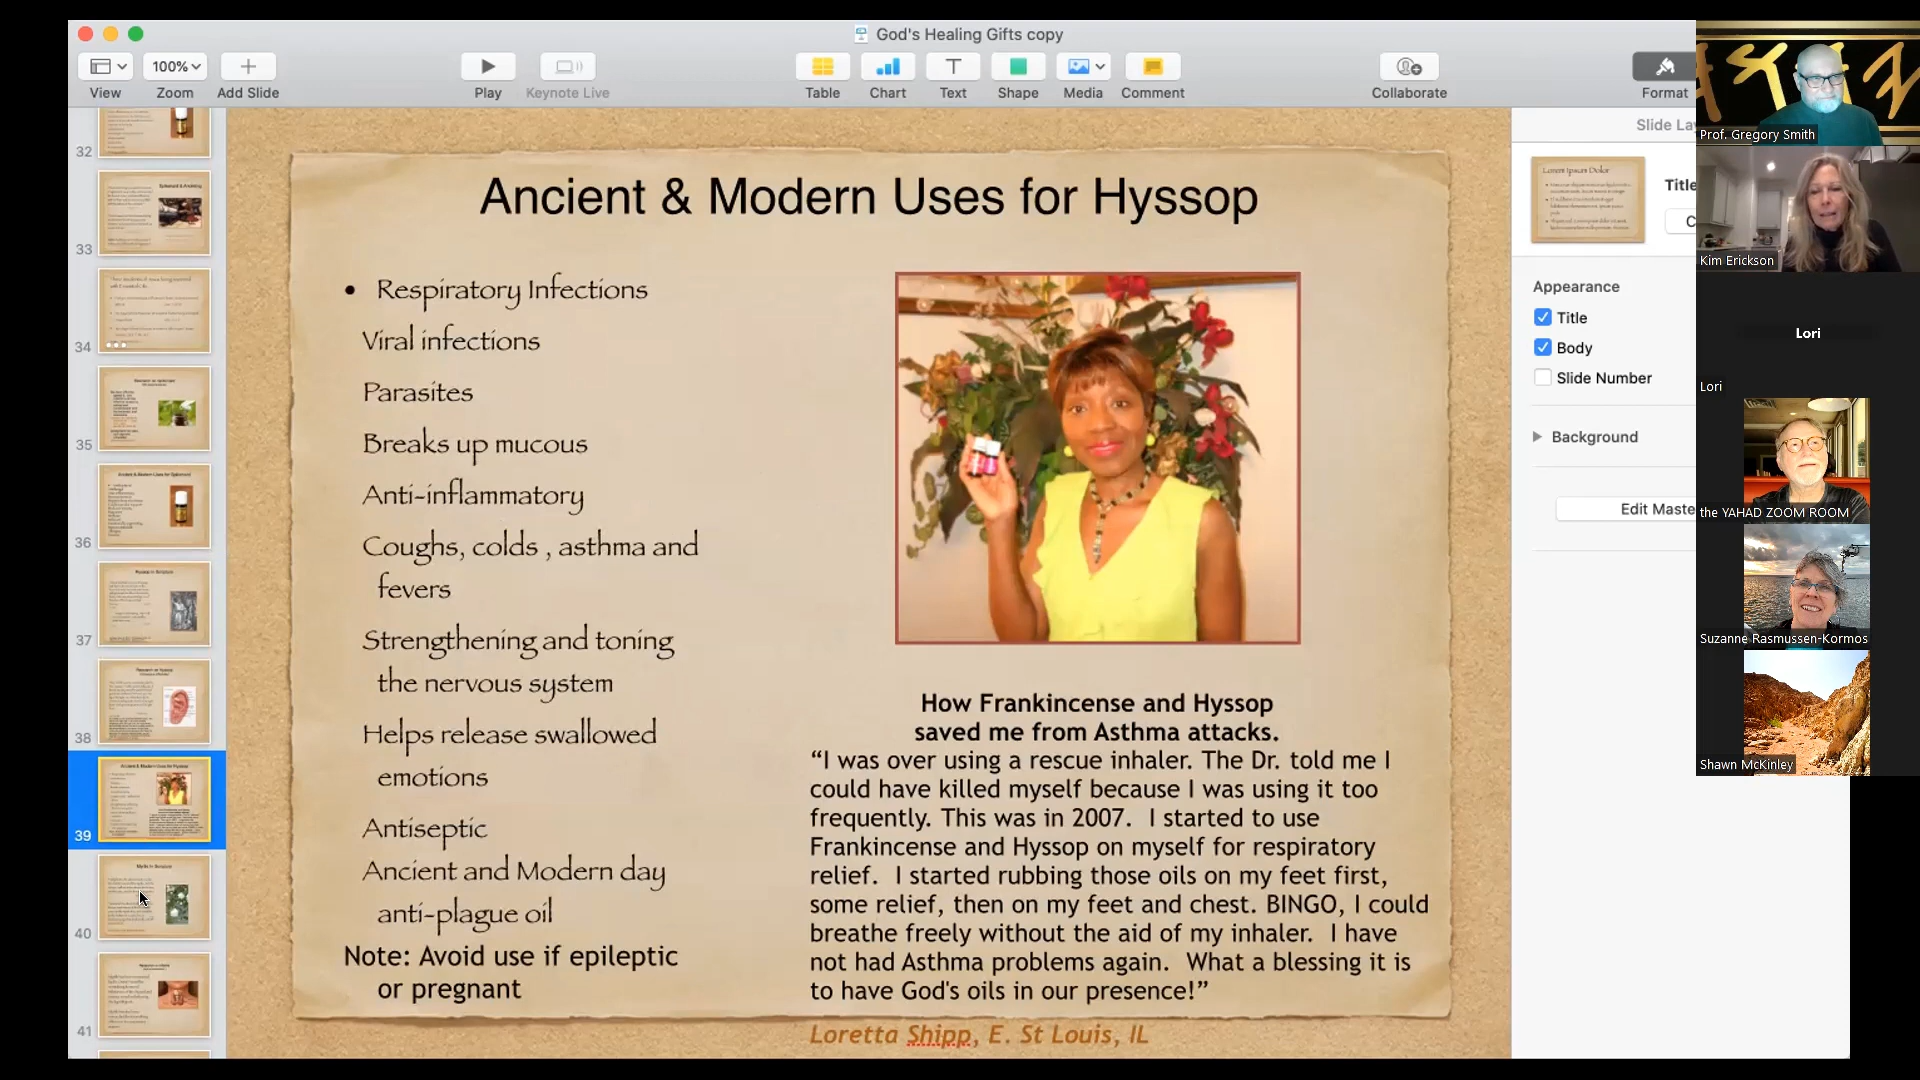 God's Healing Gifts copy
100%
View
Zoom
Add Slide
Play
Keynote Live
Table
Chart
Text
Shape
Media
Comment
Collaborate
Format
32
33
34
35
36
37
38
39
40
41
Ancient & Modern Uses for Hyssop
• Respiratory Infections
Viral infections
Parasites
Breaks up mucous
Anti-inflammatory
Coughs, colds , asthma and
fevers
Strengthening and toning
the nervous system
Helps release swallowed
emotions
Antiseptic
Ancient and Modern day
anti-plague oil
Note: Avoid use if epileptic
or pregnant
How Frankincense and Hyssop
saved me from Asthma attacks.
“I was over using a rescue inhaler. The Dr. told me I
could have killed myself because I was using it too
frequently. This was in 2007. I started to use
Frankincense and Hyssop on myself for respiratory
relief. I started rubbing those oils on my feet first,
some relief, then on my feet and chest. BINGO, I could
breathe freely without the aid of my inhaler. I have
not had Asthma problems again. What a blessing it is
to have God's oils in our presence!”
Loretta Shipp, E. St Louis, IL
Slide La
Lorem Ipsum Dolor
Title
C
Appearance
Title
Body
Slide Number
Background
Edit Maste
Prof. Gregory Smith
Kim Erickson
Lori
Lori
the YAHAD ZOOM ROOM
Suzanne Rasmussen-Kormos
Shawn McKinley